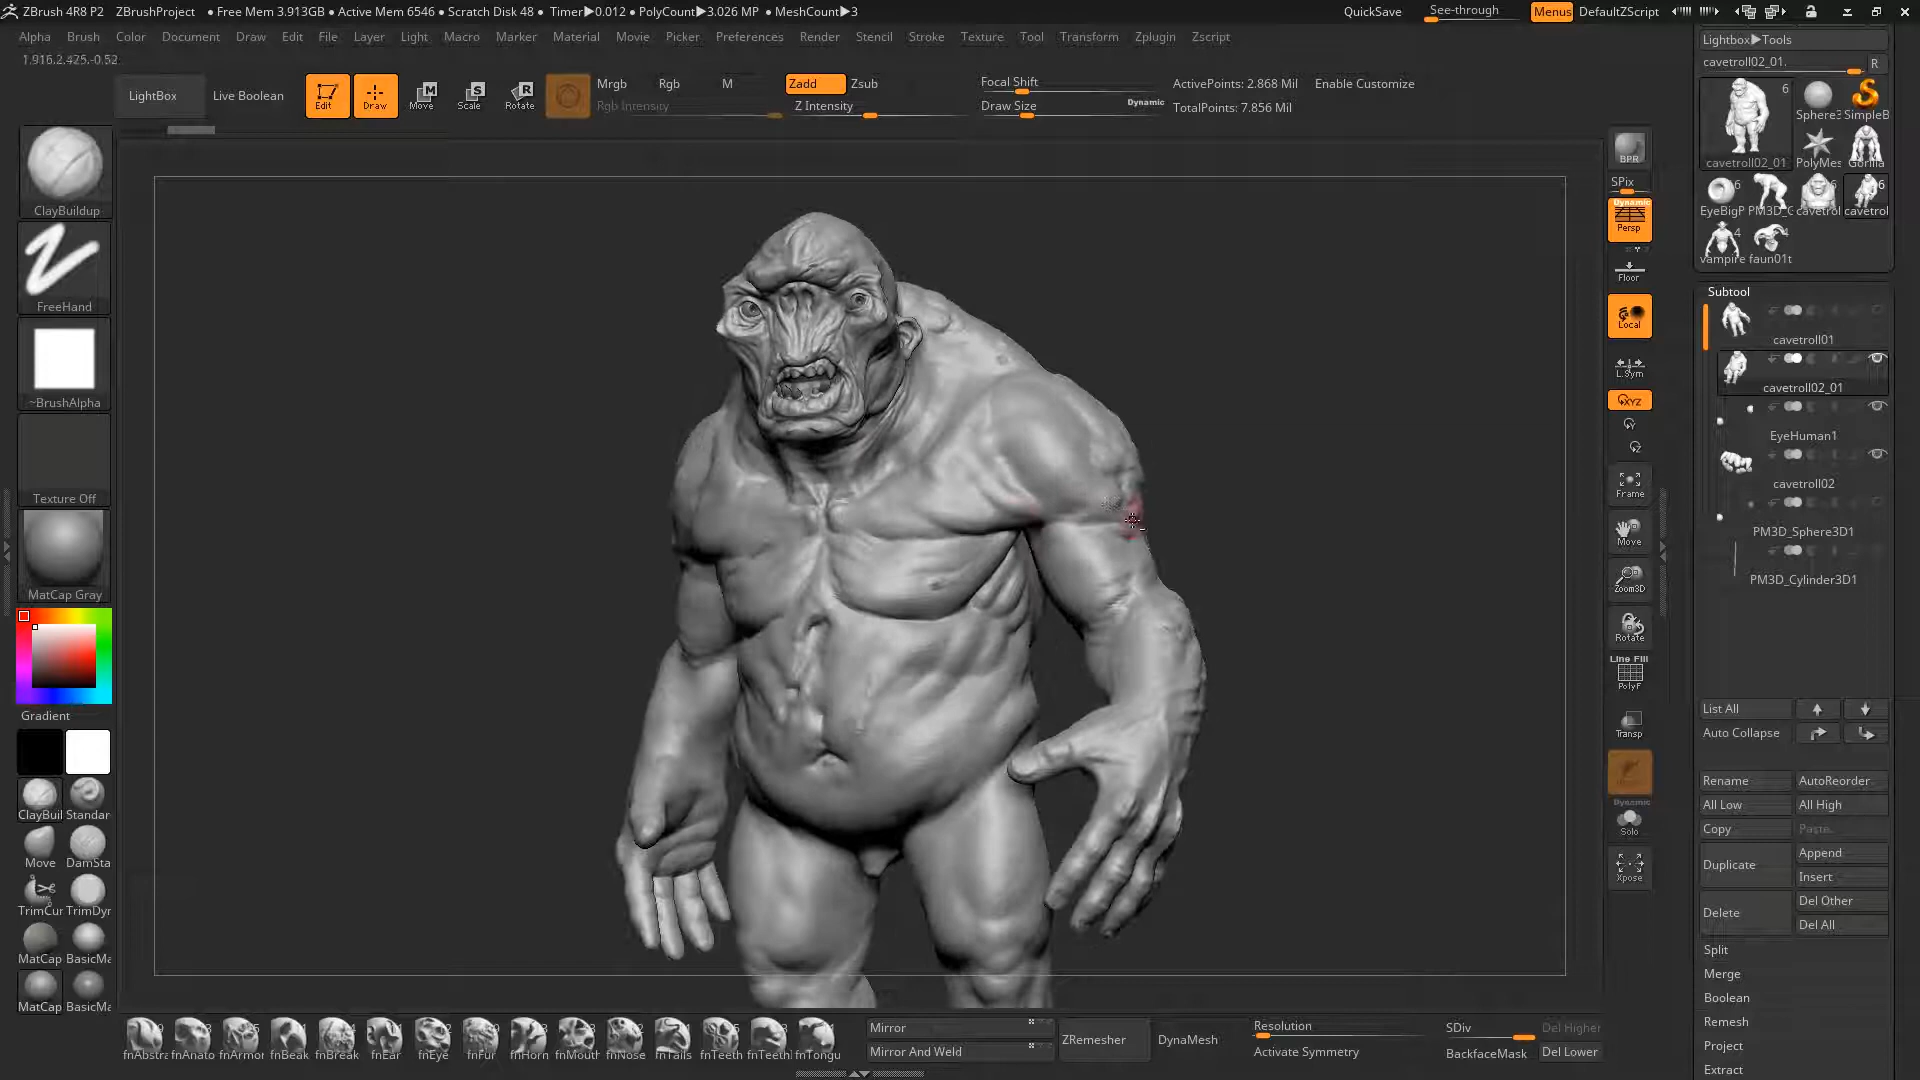 ZBrush 4R8 P2 ZBrushProject • Free Mem 3.913GB • Active Mem 6546 • Scratch Disk 48 • Timer▶0.012 • PolyCount▶3.026 MP • MeshCount▶3 QuickSave See-through Menus DefaultZScript
Alpha Brush Color Document Draw Edit File Layer Light Macro Marker Material Movie Picker Preferences Render Stencil Stroke Texture Tool Transform Zplugin Zscript
1.916,2.425,-0.52
LightBox
Live Boolean
Edit
Draw
Move
Scale
Rotate
Mrgb Rgb M
Rgb Intensity
Zadd Zsub
Z Intensity
Focal Shift
Draw Size
Dynamic
ActivePoints: 2.868 Mil
TotalPoints: 7.856 Mil
Enable Customize
ClayBuildup
FreeHand
~BrushAlpha
Texture Off
MatCap Gray
Gradient
ClayBuil Standar
Move DamSta
TrimCur TrimDyr
MatCap BasicMa
MatCap BasicMa
BPR
SPix
Dynamic
Persp
Floor
Local
L.Sym
XYZ
Frame
Move
Zoom3D
Rotate
Line Fill
PolyF
Transp
Dynamic
Solo
Xpose
Lightbox▶Tools
cavetroll02_01. R
6
cavetroll02_01
Sphere3 SimpleB
PolyMes Gorilla
6 6 6
EyeBigP PM3D_C cavetrol cavetrol
4 4
vampire faun01t
Subtool
cavetroll01
cavetroll02_01
EyeHuman1
cavetroll02
PM3D_Sphere3D1
PM3D_Cylinder3D1
List All
Auto Collapse
Rename AutoReorder
All Low All High
Copy Paste
Duplicate
Append
Insert
Delete
Del Other
Del All
Split
Merge
Boolean
Remesh
Project
Extract
fnAbstra fnAnato fnArmor fnBeak fnBreak fnEar fnEye fnFur fnHorn fnMouth fnNose fnTails fnTeeth fnTeeth fnTongu
Mirror
Mirror And Weld
ZRemesher
DynaMesh
Resolution
Activate Symmetry
SDiv
BackfaceMask
Del Higher
Del Lower